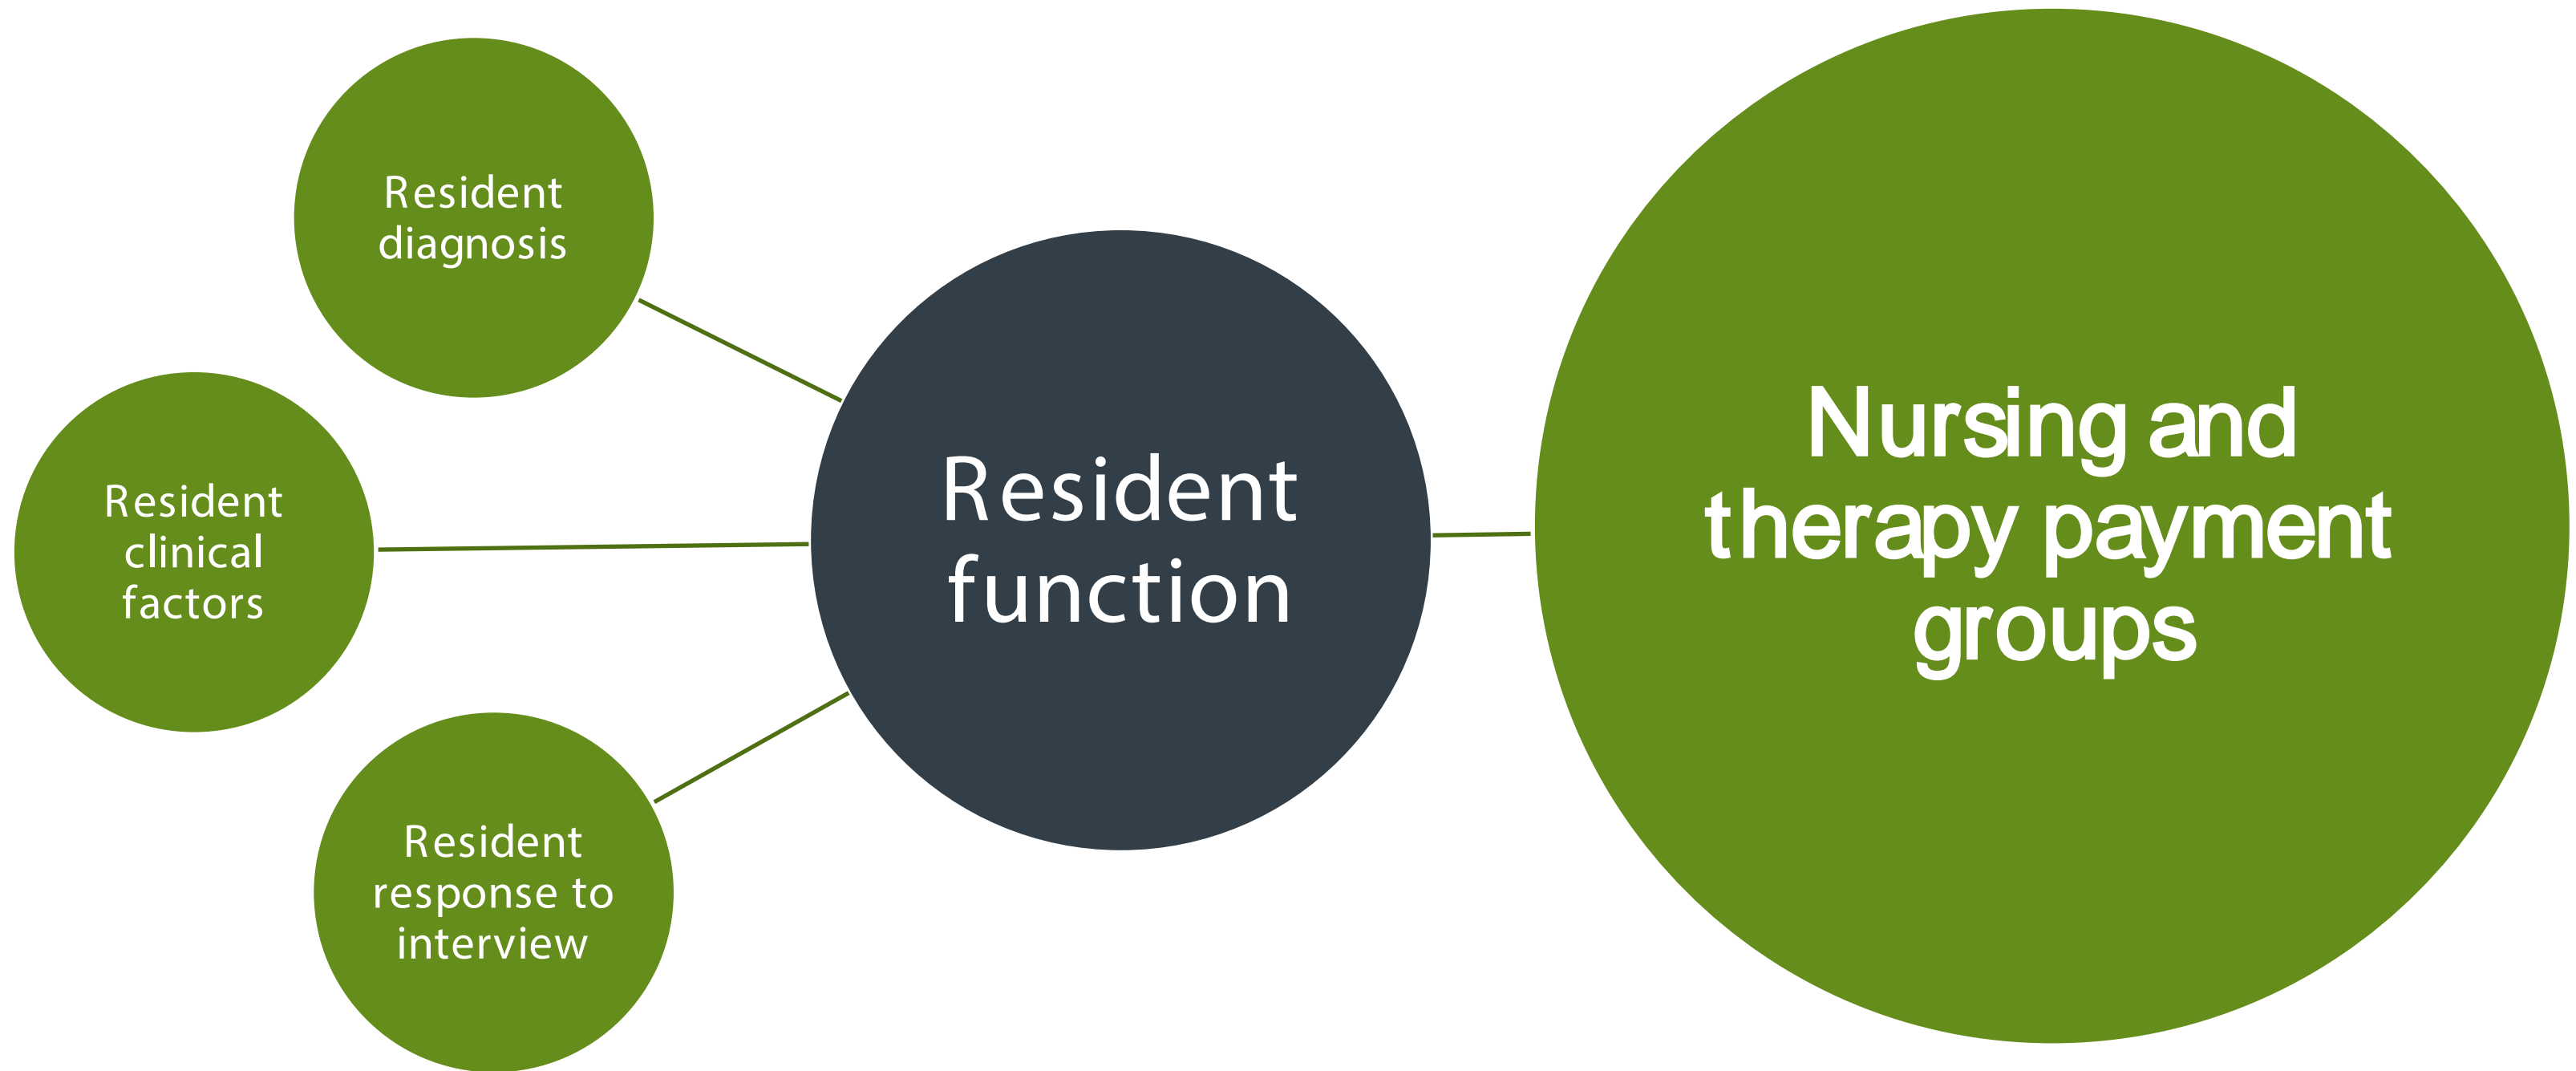 Resident
diagnosis
Resident
clinical
factors
Resident
response to
interview
Resident
function
Nursing and
therapy payment
groups